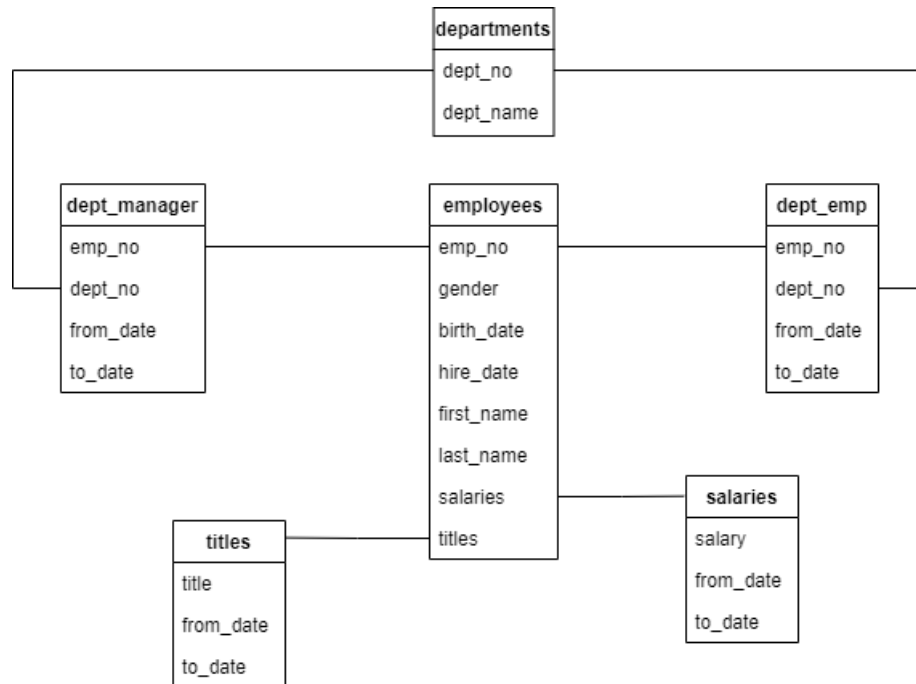 departments
dept_no
dept_name
dept_manager
emp_no
dept_no
from_date
to_date
employees
emp_no
gender
birth_date
hire_date
first_name
last_name
salaries
titles
dept_emp
emp_no
dept_no
from_date
to_date
titles
title
from_date
to_date
salaries
salary
from_date
to_date